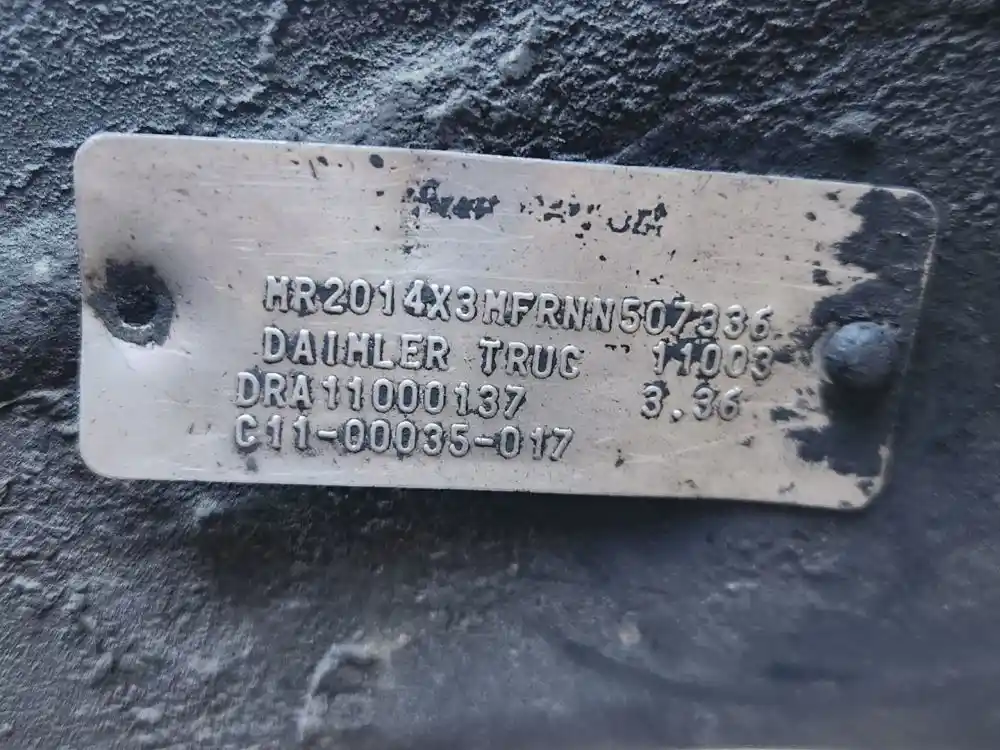 MR2014X3MFRNN507336
DAIMLER TRUC 11003
DRA11000137 3.36
C11-00035-017